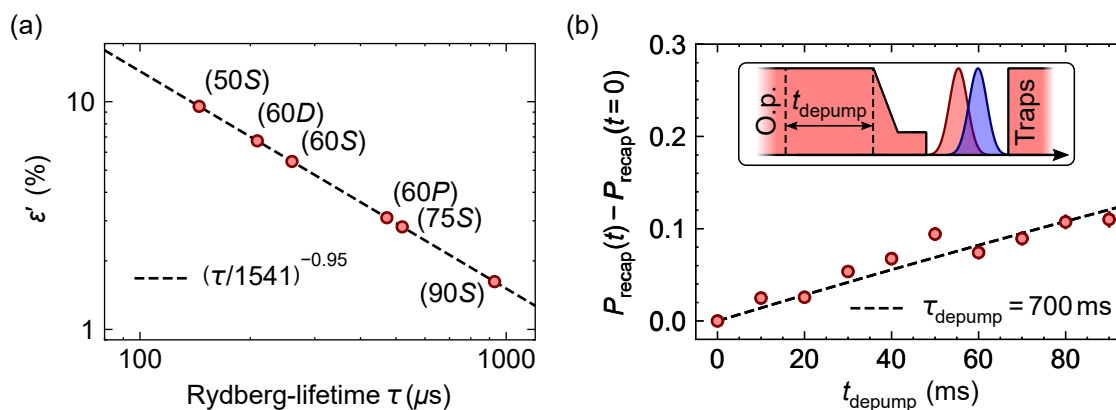 (a)
10
1
ε' (%)
(50S)
(60D)
(60S)
(60P)
(75S)
(90S)
(τ/1541)^−0.95
100
1000
Rydberg-lifetime τ (μs)
(b)
0.3
0.2
0.1
0.0
P_recap(t) − P_recap(t = 0)
O.p.
t_depump
Traps
τ_depump = 700 ms
0
20
40
60
80
t_depump (ms)